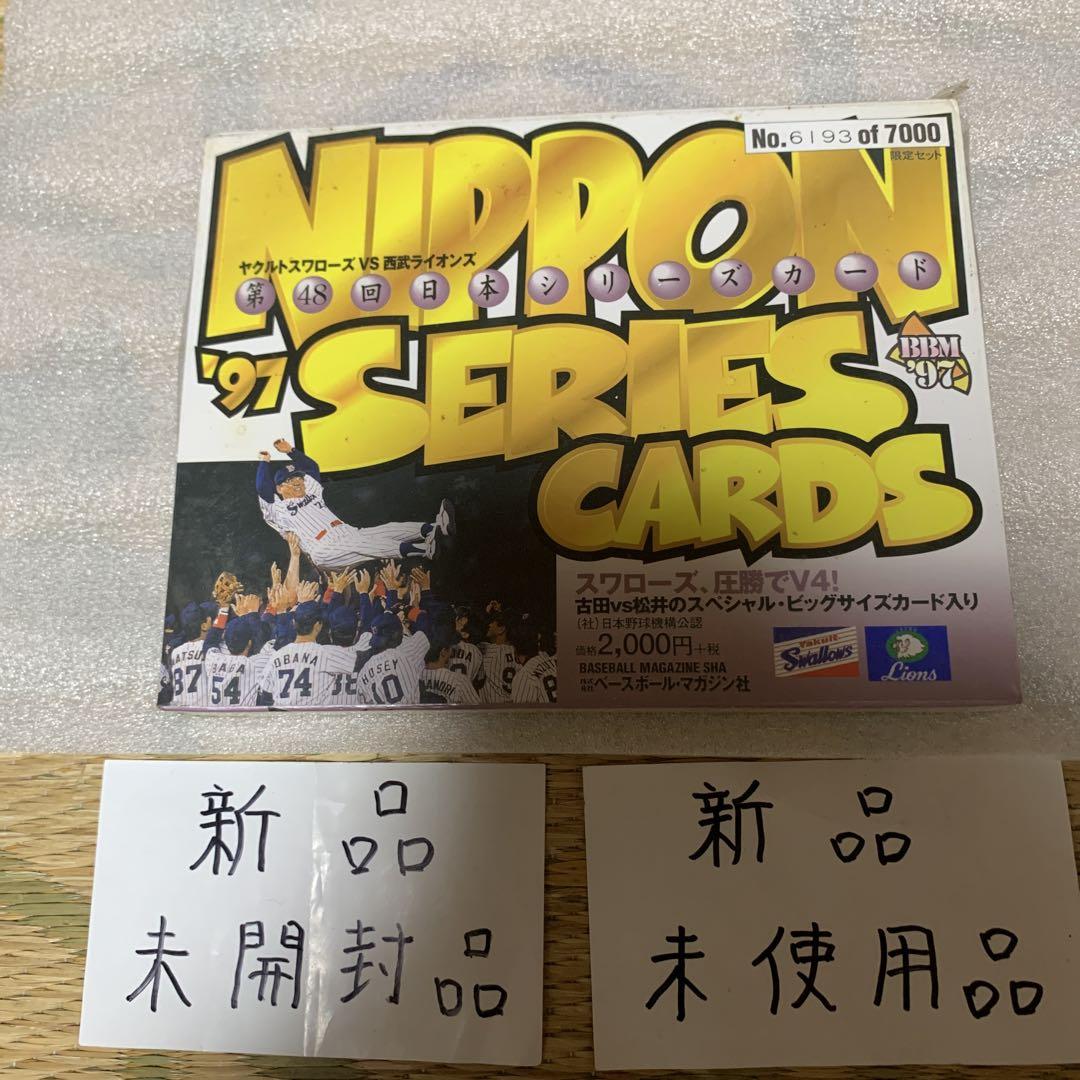 No. 6193 of 7000
限定セット
NIPPON
ヤクルトスワローズ VS 西武ライオンズ
第48回日本シリーズカード
'97 SERIES
BBM
'97
CARDS
Swallows
スワローズ、圧勝でV4!
古田vs松井のスペシャル・ビッグサイズカード入り
(社)日本野球機構公認
価格2,000円+税
BASEBALL MAGAZINE SHA
株式会社ベースボール・マガジン社
Yakult
Swallows
Lions
87
BABA
54
OBANA
74
HOSEY
10
新品
未開封品
新品
未使用品